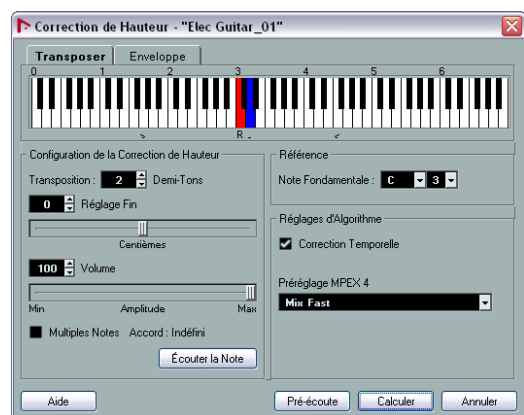 Correction de Hauteur - "Elec Guitar_01"
Transposer Enveloppe
0 1 2 3 4 5 6
> R - <
Configuration de la Correction de Hauteur
Transposition : 2 Demi-Tons
0 Réglage Fin
Centièmes
100 Volume
Min Amplitude Max
Multiples Notes Accord : Indéfini
Écouter la Note
Référence
Note Fondamentale : C 3
Réglages d'Algorithme
Correction Temporelle
Préréglage MPEX 4
Mix Fast
Aide Pré-écoute Calculer Annuler